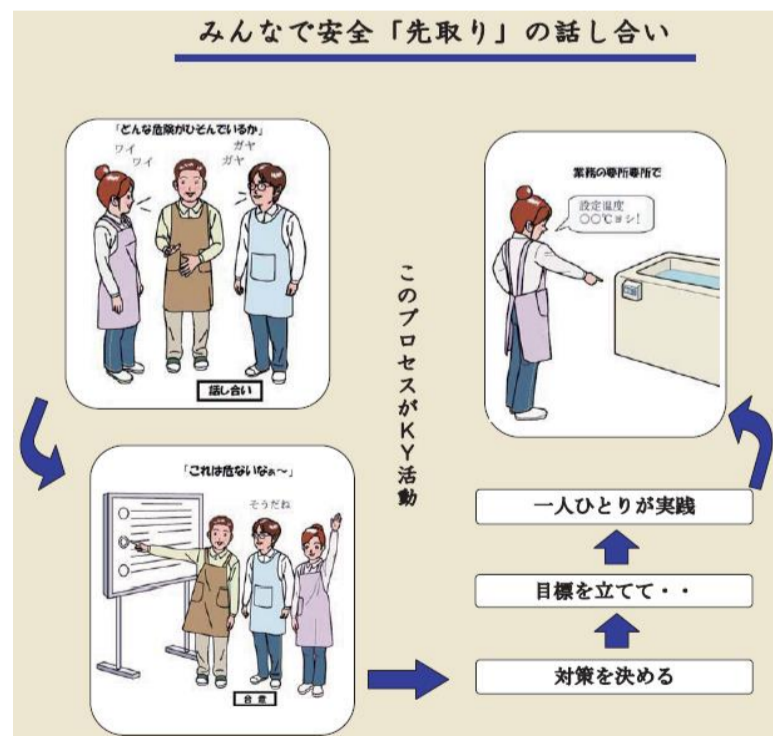 みんなで安全「先取り」の話し合い
「どんな危険がひそんでいるか」
ワイ
ワイ
ガヤ
ガヤ
話し合い
「これは危ないなぁ〜」
そうだね
合意
このプロセスがKY活動
対策を決める
目標を立てて・・
一人ひとりが実践
業務の要所要所で
設定温度
○○℃ヨシ!